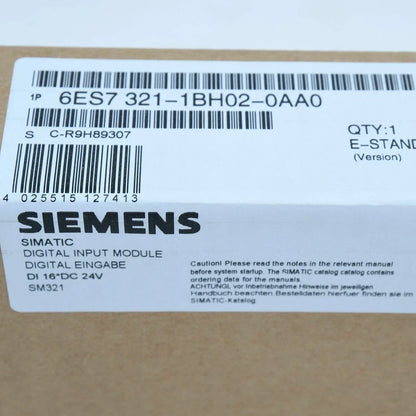 1P 6ES7 321-1BH02-0AA0
S C-R9H89307
QTY:1
E-STAND
(Version)
4 025515 127413
SIEMENS
SIMATIC
DIGITAL INPUT MODULE
DIGITAL EINGABE
DI 16*DC 24V
SM321
Caution! Please read the notes in the relevant manual
before system startup. The SIMATIC catalog catalog contains
ordering data for the manuals.
ACHTUNG! vor Inbetriebnahme Hinweise im jeweiligen
Handbuch beachten.Bestelldaten hierfuer finden sie im
SIMATIC-Katalog.